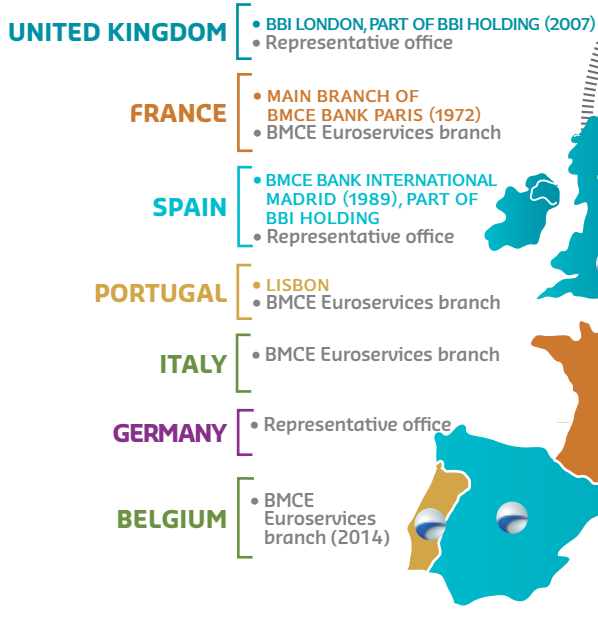 UNITED KINGDOM
• BBI LONDON, PART OF BBI HOLDING (2007)
• Representative office
FRANCE
• MAIN BRANCH OF
BMCE BANK PARIS (1972)
• BMCE Euroservices branch
SPAIN
• BMCE BANK INTERNATIONAL
MADRID (1989), PART OF
BBI HOLDING
• Representative office
PORTUGAL
• LISBON
• BMCE Euroservices branch
ITALY
• BMCE Euroservices branch
GERMANY
• Representative office
BELGIUM
• BMCE
Euroservices
branch (2014)